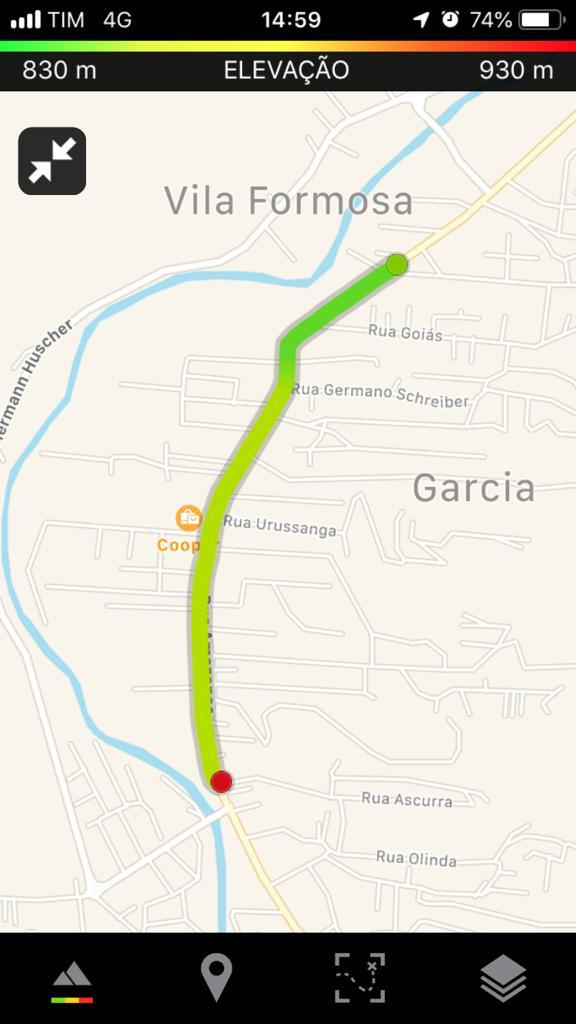 TIM 4G 14:59 74%
830 m ELEVAÇÃO 930 m
Vila Formosa
Rua Goiás
ermann Huscher
Rua Germano Schreiber
Garcia
Rua Urussanga
Coop
Rua Ascurra
Rua Olinda